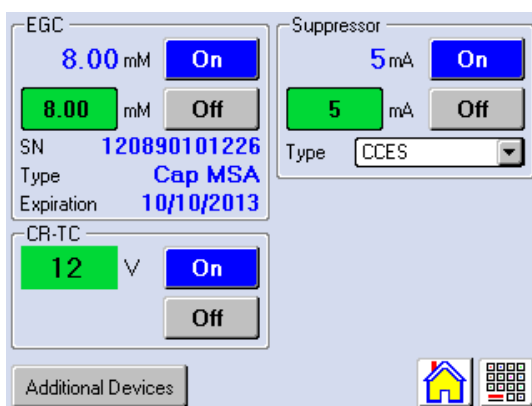 EGC
8.00 mM On
8.00 mM Off
SN 120890101226
Type Cap MSA
Expiration 10/10/2013
Suppressor
5 mA On
5 mA Off
Type CCES
CR-TC
12 V On
Off
Additional Devices